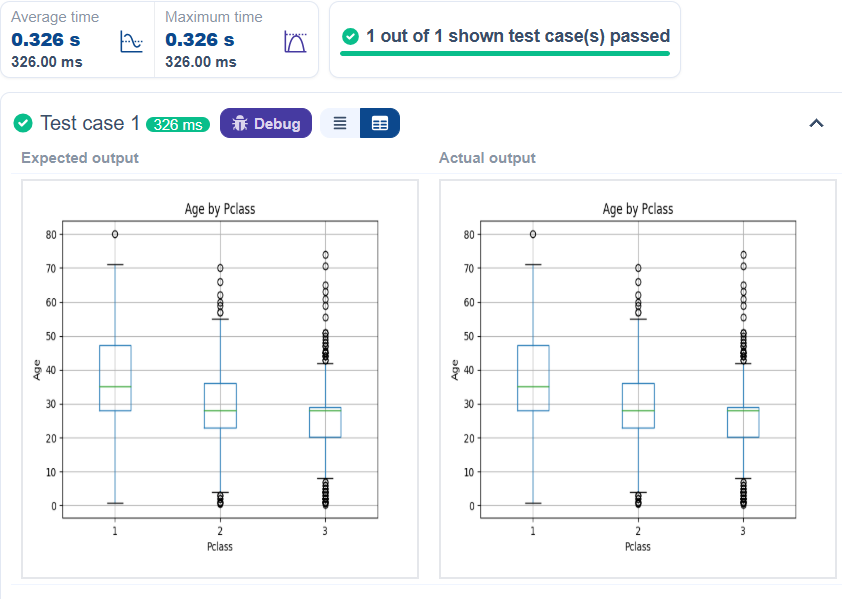 Average time
0.326 s
326.00 ms
Maximum time
0.326 s
326.00 ms
1 out of 1 shown test case(s) passed
Test case 1
326 ms
Debug
Expected output
Actual output
Age by Pclass
80
70
60
50
40
30
20
10
0
Age
1 2 3
Pclass
Age by Pclass
80
70
60
50
40
30
20
10
0
Age
1 2 3
Pclass